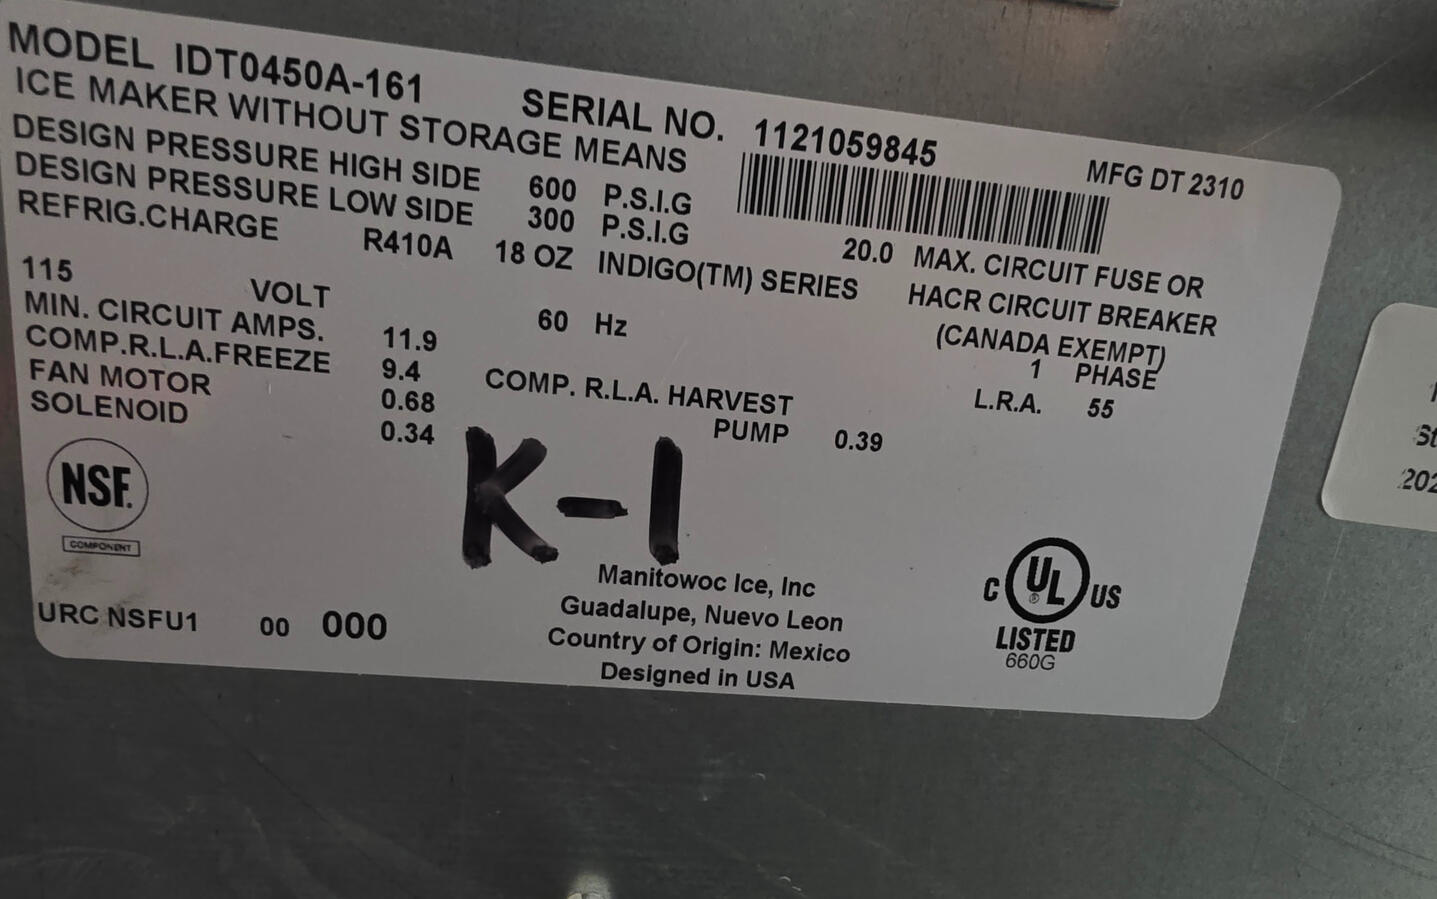 MODEL IDT0450A-161
SERIAL NO. 1121059845
MFG DT 2310
ICE MAKER WITHOUT STORAGE MEANS
DESIGN PRESSURE HIGH SIDE 600 P.S.I.G
DESIGN PRESSURE LOW SIDE 300 P.S.I.G
REFRIG.CHARGE R410A 18 OZ INDIGO(TM) SERIES
20.0 MAX. CIRCUIT FUSE OR
HACR CIRCUIT BREAKER
(CANADA EXEMPT)
115 VOLT 60 Hz 1 PHASE
MIN. CIRCUIT AMPS. 11.9
COMP.R.L.A.FREEZE 9.4 COMP. R.L.A. HARVEST L.R.A. 55
FAN MOTOR 0.68 PUMP 0.39
SOLENOID 0.34
K-1
NSF.
COMPONENT
Manitowoc Ice, Inc
Guadalupe, Nuevo Leon
Country of Origin: Mexico
Designed in USA
C UL ® US
LISTED
660G
URC NSFU1 00 000